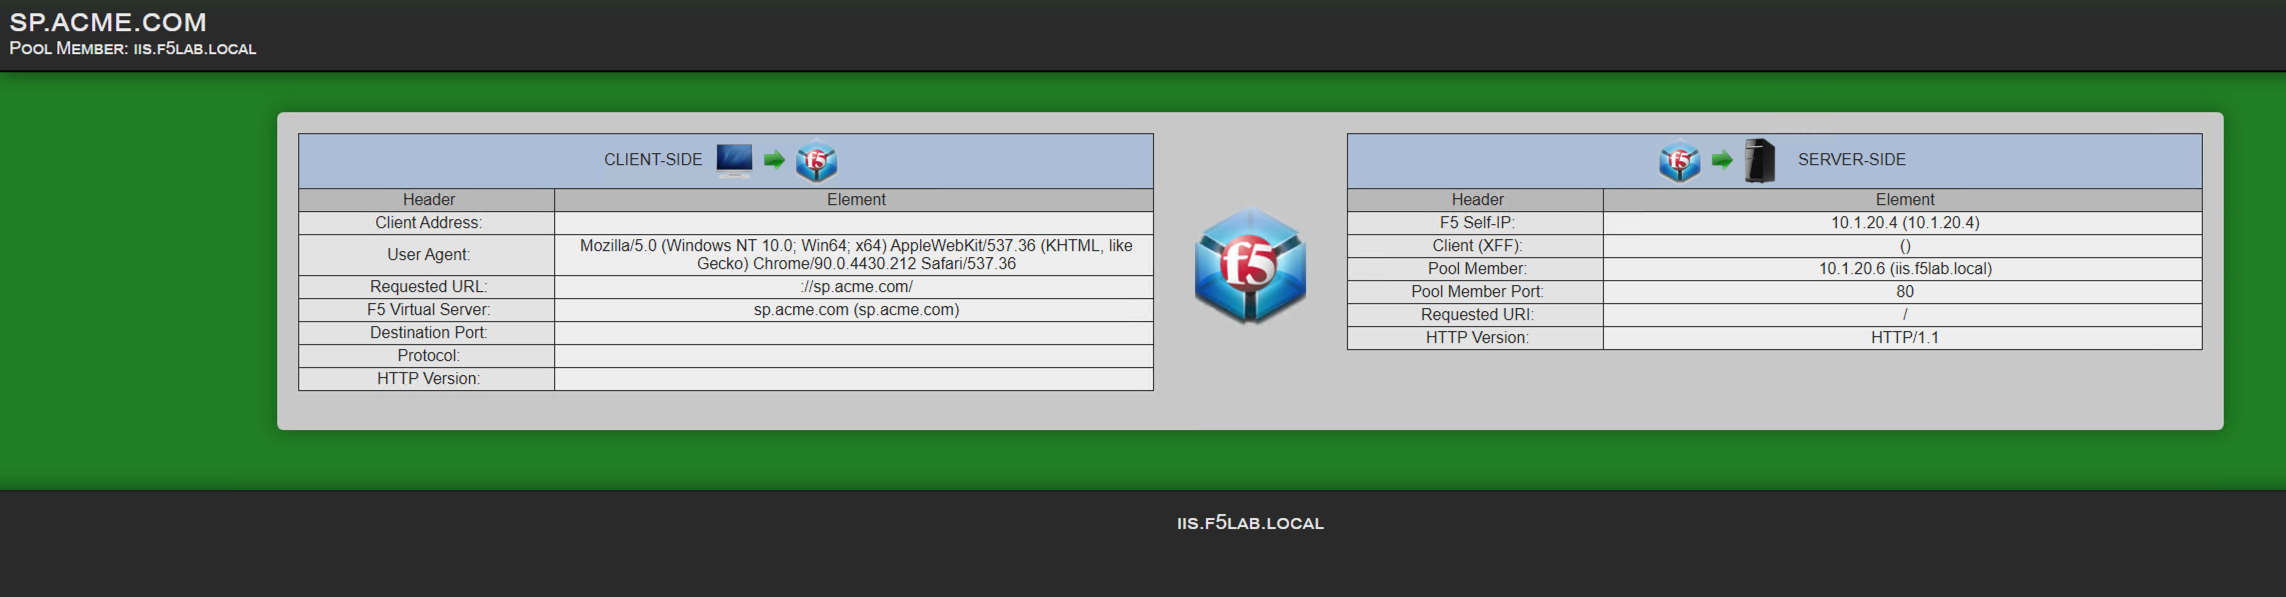 SP.ACME.COM
POOL MEMBER: IIS.F5LAB.LOCAL
CLIENT-SIDE f5
Header Element
Client Address:
User Agent: Mozilla/5.0 (Windows NT 10.0; Win64; x64) AppleWebKit/537.36 (KHTML, like
Gecko) Chrome/90.0.4430.212 Safari/537.36
Requested URL: ://sp.acme.com/
F5 Virtual Server: sp.acme.com (sp.acme.com)
Destination Port:
Protocol:
HTTP Version:
f5
f5 SERVER-SIDE
Header Element
F5 Self-IP: 10.1.20.4 (10.1.20.4)
Client (XFF): ()
Pool Member: 10.1.20.6 (iis.f5lab.local)
Pool Member Port: 80
Requested URI: /
HTTP Version: HTTP/1.1
IIS.F5LAB.LOCAL